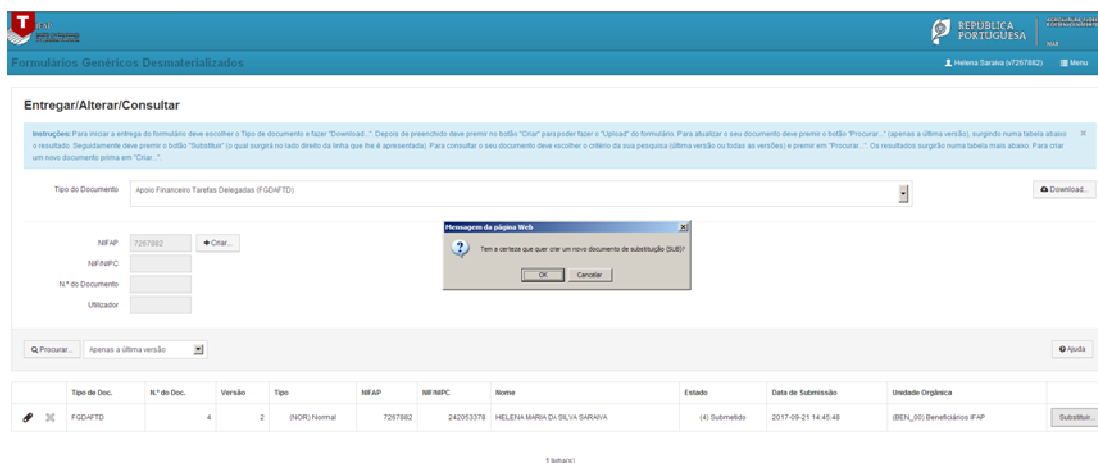 T
IFAP
REPÚBLICA
PORTUGUESA
Formulários Genéricos Desmaterializados
Helena Saraiva (v7267882)
Menu
Entregar/Alterar/Consultar
Instruções: Para iniciar a entrega do formulário deve escolher o Tipo de documento e fazer "Download...". Depois de preenchido deve premir no botão "Criar" para poder fazer o "Upload" do formulário. Para atualizar o seu documento deve premir o botão "Procurar..." (apenas a última versão), surgindo numa tabela abaixo
o resultado. Seguidamente deve premir o botão "Substituir" (o qual surgirá no lado direito da linha que lhe é apresentada). Para consultar o seu documento deve escolher o critério da sua pesquisa (última versão ou todas as versões) e premir em "Procurar...". Os resultados surgirão numa tabela mais abaixo. Para criar
um novo documento prima em "Criar...".
Tipo do Documento
Apoio Financeiro Tarefas Delegadas (FGDAFTD)
Download...
Mensagem da página Web
Tem a certeza que quer criar um novo documento de substituição (SUB)?
OK
Cancelar
NIFAP
7267882
Criar...
NIF/NIPC
N.º do Documento
Utilizador
Procurar...
Apenas a última versão
Ajuda
Tipo de Doc.
N.º do Doc.
Versão
Tipo
NIFAP
NIF/NIPC
Nome
Estado
Data de Submissão
Unidade Orgânica
FGDAFTD
4
2
(NOR) Normal
7267882
242053378
HELENA MARIA DA SILVA SARAIVA
(4) Submetido
2017-09-21 14:45:48
(BEN_00) Beneficiários IFAP
Substituir...
1 linha(s)